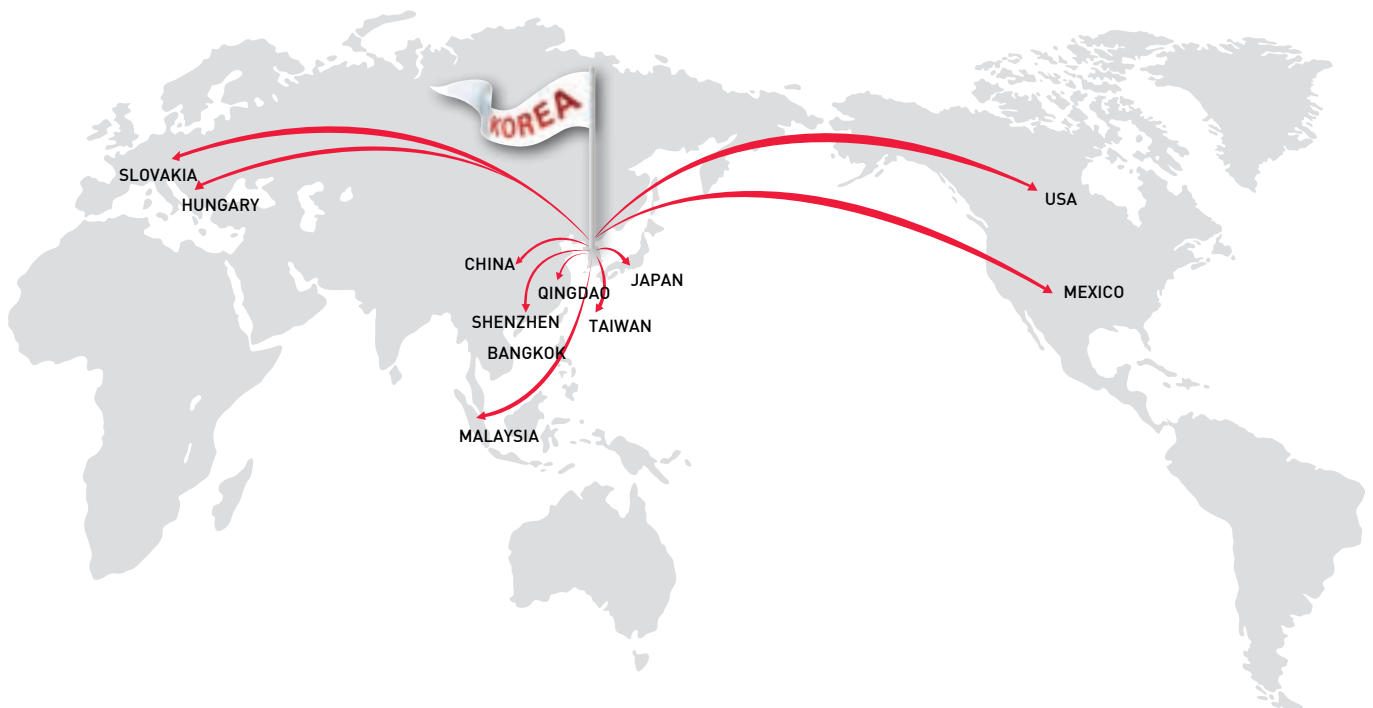 KOREA
SLOVAKIA
HUNGARY
USA
CHINA
JAPAN
QINGDAO
MEXICO
SHENZHEN
TAIWAN
BANGKOK
MALAYSIA